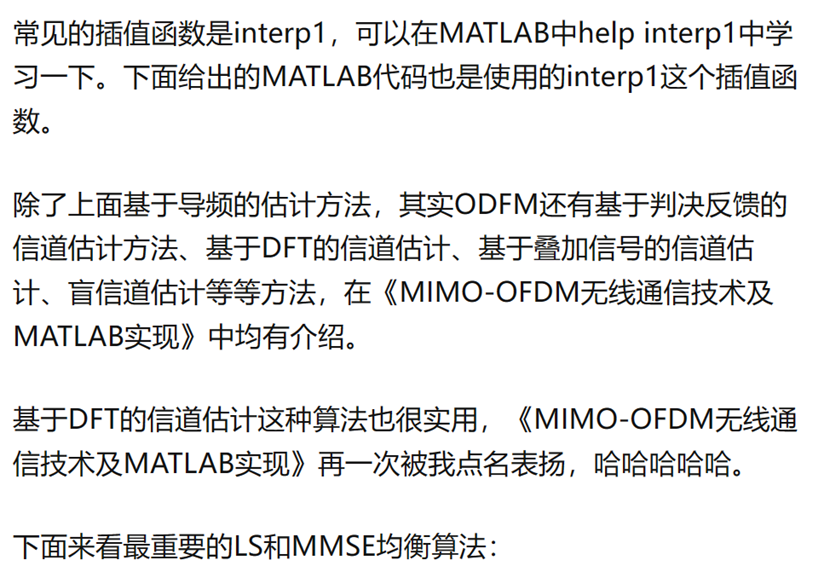 常见的插值函数是interp1，可以在MATLAB中help interp1中学
习一下。下面给出的MATLAB代码也是使用的interp1这个插值函
数。
除了上面基于导频的估计方法，其实ODFM还有基于判决反馈的
信道估计方法、基于DFT的信道估计、基于叠加信号的信道估
计、盲信道估计等等方法，在《MIMO-OFDM无线通信技术及
MATLAB实现》中均有介绍。
基于DFT的信道估计这种算法也很实用，《MIMO-OFDM无线通
信技术及MATLAB实现》再一次被我点名表扬，哈哈哈哈哈。
下面来看最重要的LS和MMSE均衡算法：